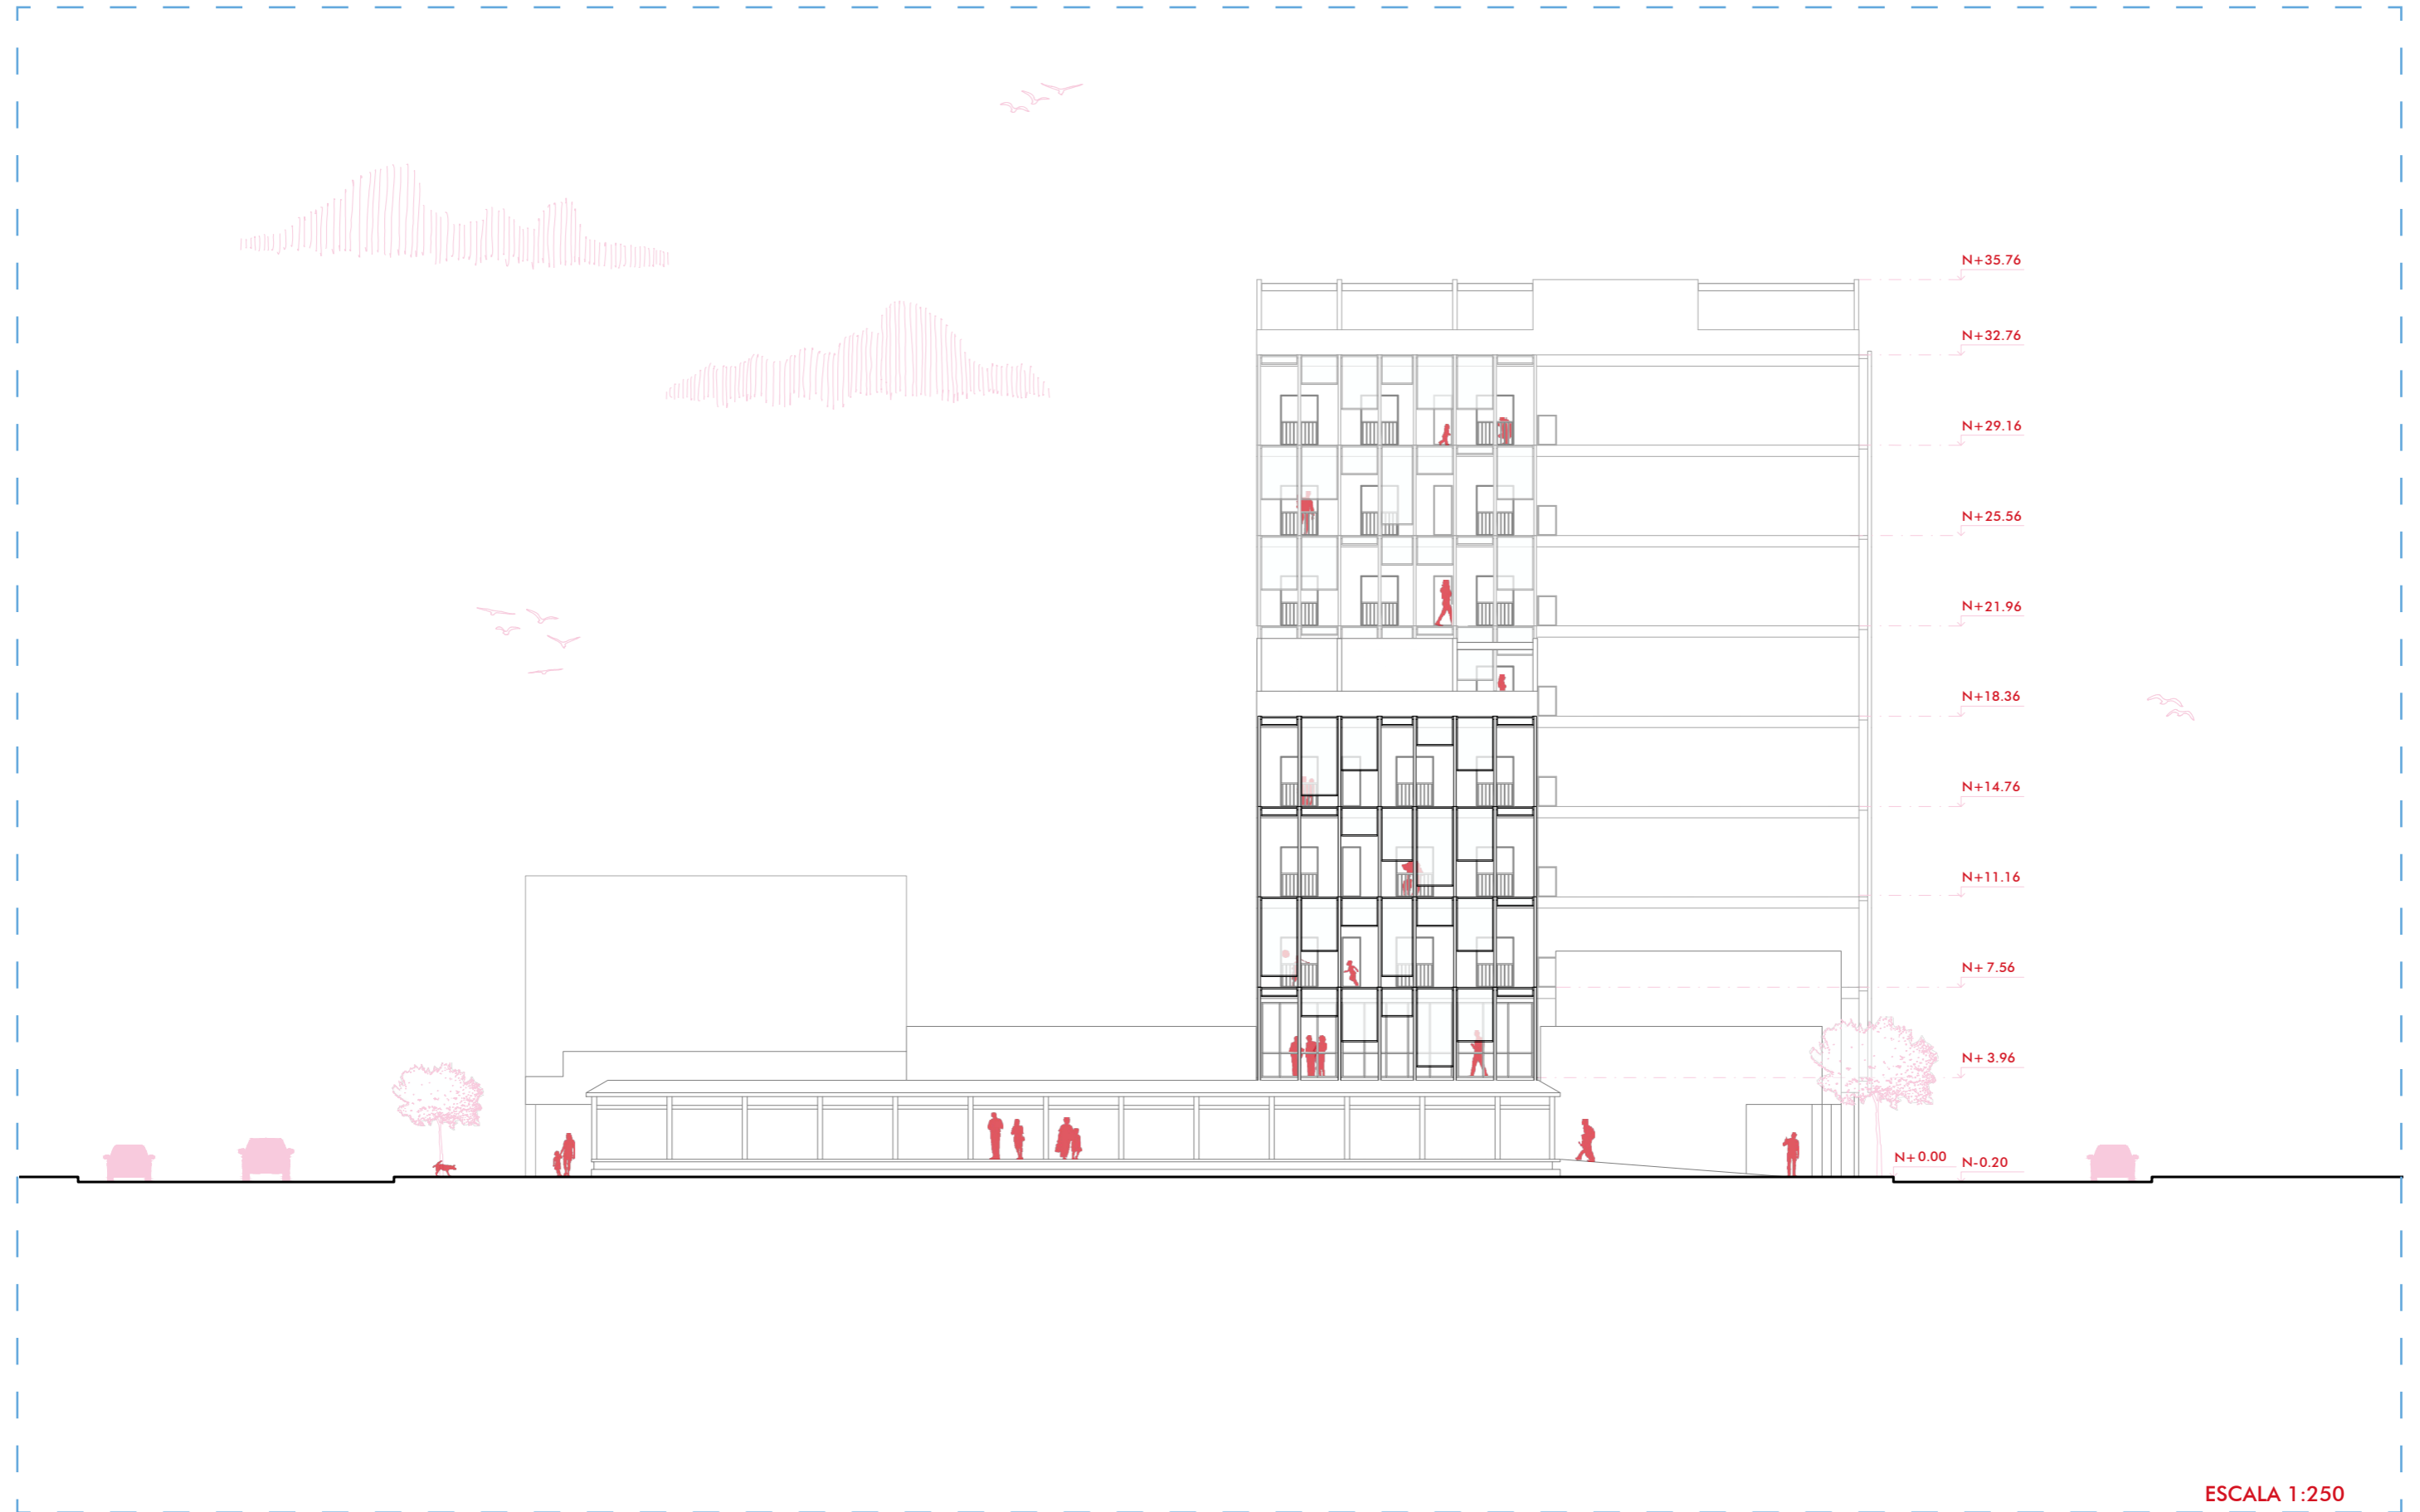 N+35.76
N+32.76
N+29.16
N+25.56
N+21.96
N+18.36
N+14.76
N+11.16
N+ 7.56
N+ 3.96
N+ 0.00
N-0.20
ESCALA 1:250